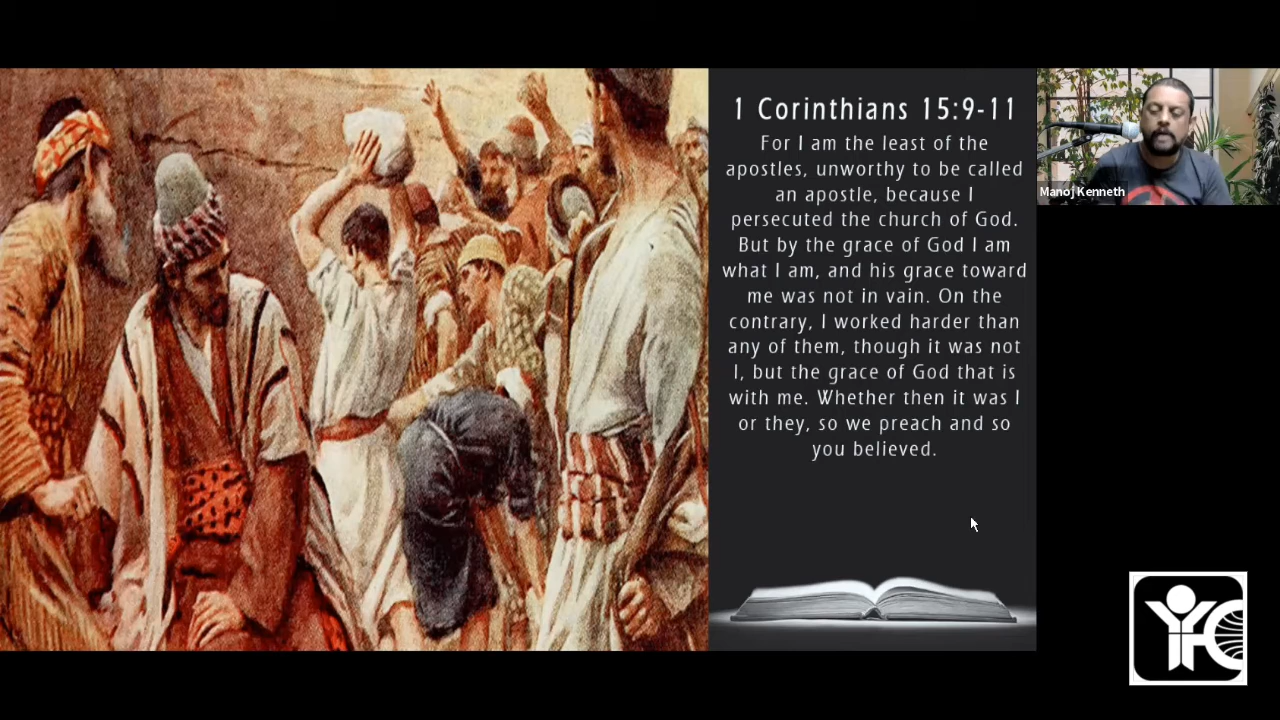 1 Corinthians 15:9-11
For I am the least of the
apostles, unworthy to be called
an apostle, because I
persecuted the church of God.
But by the grace of God I am
what I am, and his grace toward
me was not in vain. On the
contrary, I worked harder than
any of them, though it was not
I, but the grace of God that is
with me. Whether then it was I
or they, so we preach and so
you believed.
Manoj Kenneth
YFC